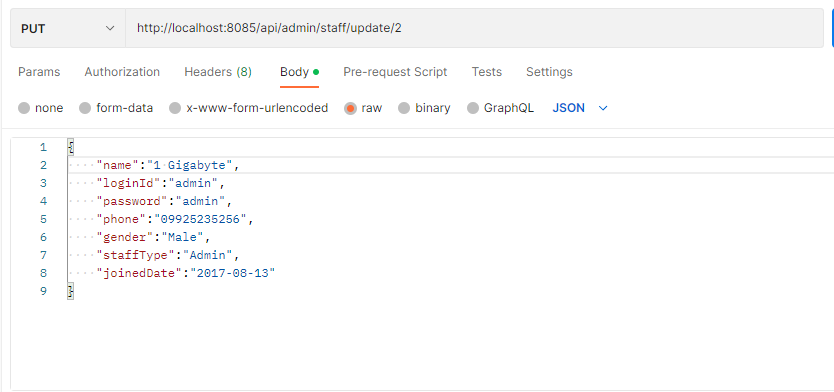 PUT http://localhost:8085/api/admin/staff/update/2
Params Authorization Headers (8) Body Pre-request Script Tests Settings
none form-data x-www-form-urlencoded raw binary GraphQL JSON
1 {
2 "name":"1 Gigabyte",
3 "loginId":"admin",
4 "password":"admin",
5 "phone":"09925235256",
6 "gender":"Male",
7 "staffType":"Admin",
8 "joinedDate":"2017-08-13"
9 }